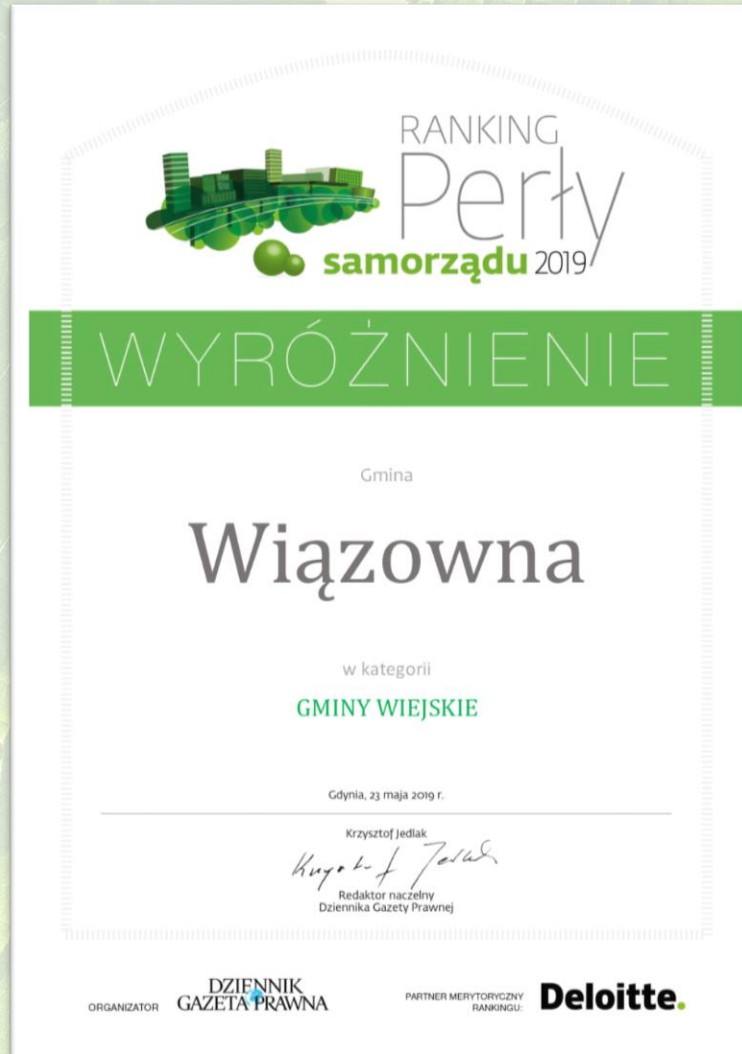 RANKING
Perły
samorządu 2019
WYRÓŻNIENIE
Gmina
Wiązowna
w kategorii
GMINY WIEJSKIE
Gdynia, 23 maja 2019 r.
Krzysztof Jedlak
Redaktor naczelny
Dziennika Gazety Prawnej
ORGANIZATOR
DZIENNIK
GAZETA PRAWNA
PARTNER MERYTORYCZNY
RANKINGU:
Deloitte.